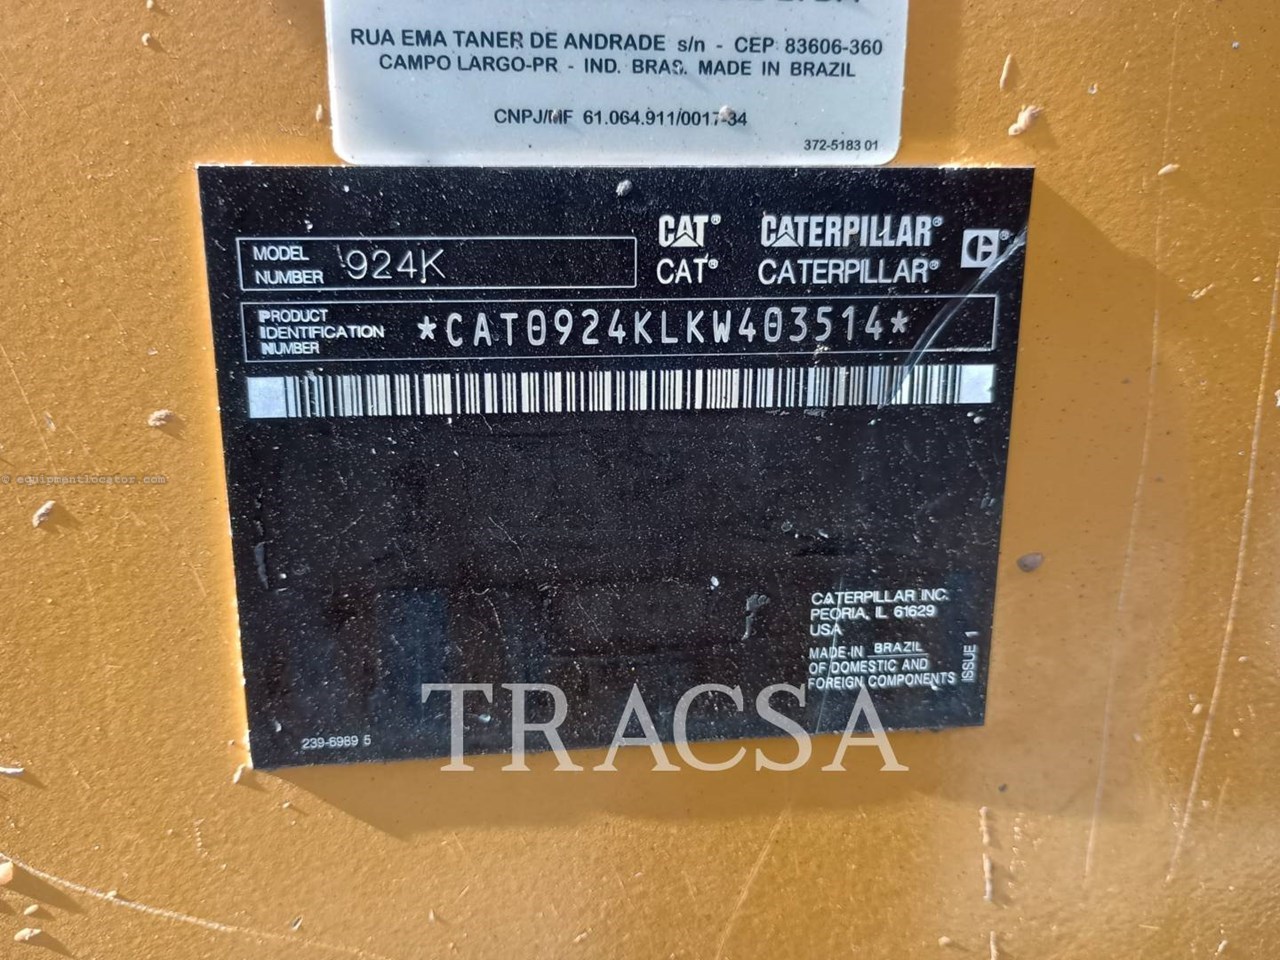 RUA EMA TANER DE ANDRADE s/n - CEP 83606-360
CAMPO LARGO-PR - IND. BRAS. MADE IN BRAZIL
CNPJ/MF 61.064.911/0017-34
372-5183 01
CAT® CATERPILLAR®
CAT® CATERPILLAR®
MODEL
NUMBER 924K
PRODUCT
IDENTIFICATION
NUMBER
*CAT0924KLKW403514*
© equipmentlocator.com
CATERPILLAR INC.
PEORIA, IL 61629
USA
MADE IN BRAZIL
OF DOMESTIC AND
FOREIGN COMPONENTS
ISSUE 1
239-6989 5
TRACSA